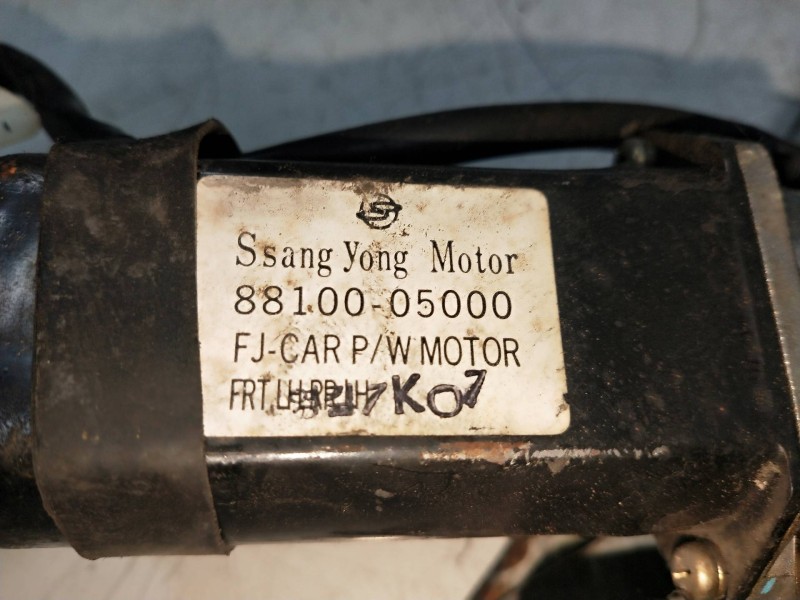 Ssang Yong Motor
88100-05000
FJ-CAR P/W MOTOR
FRT LH RR LH